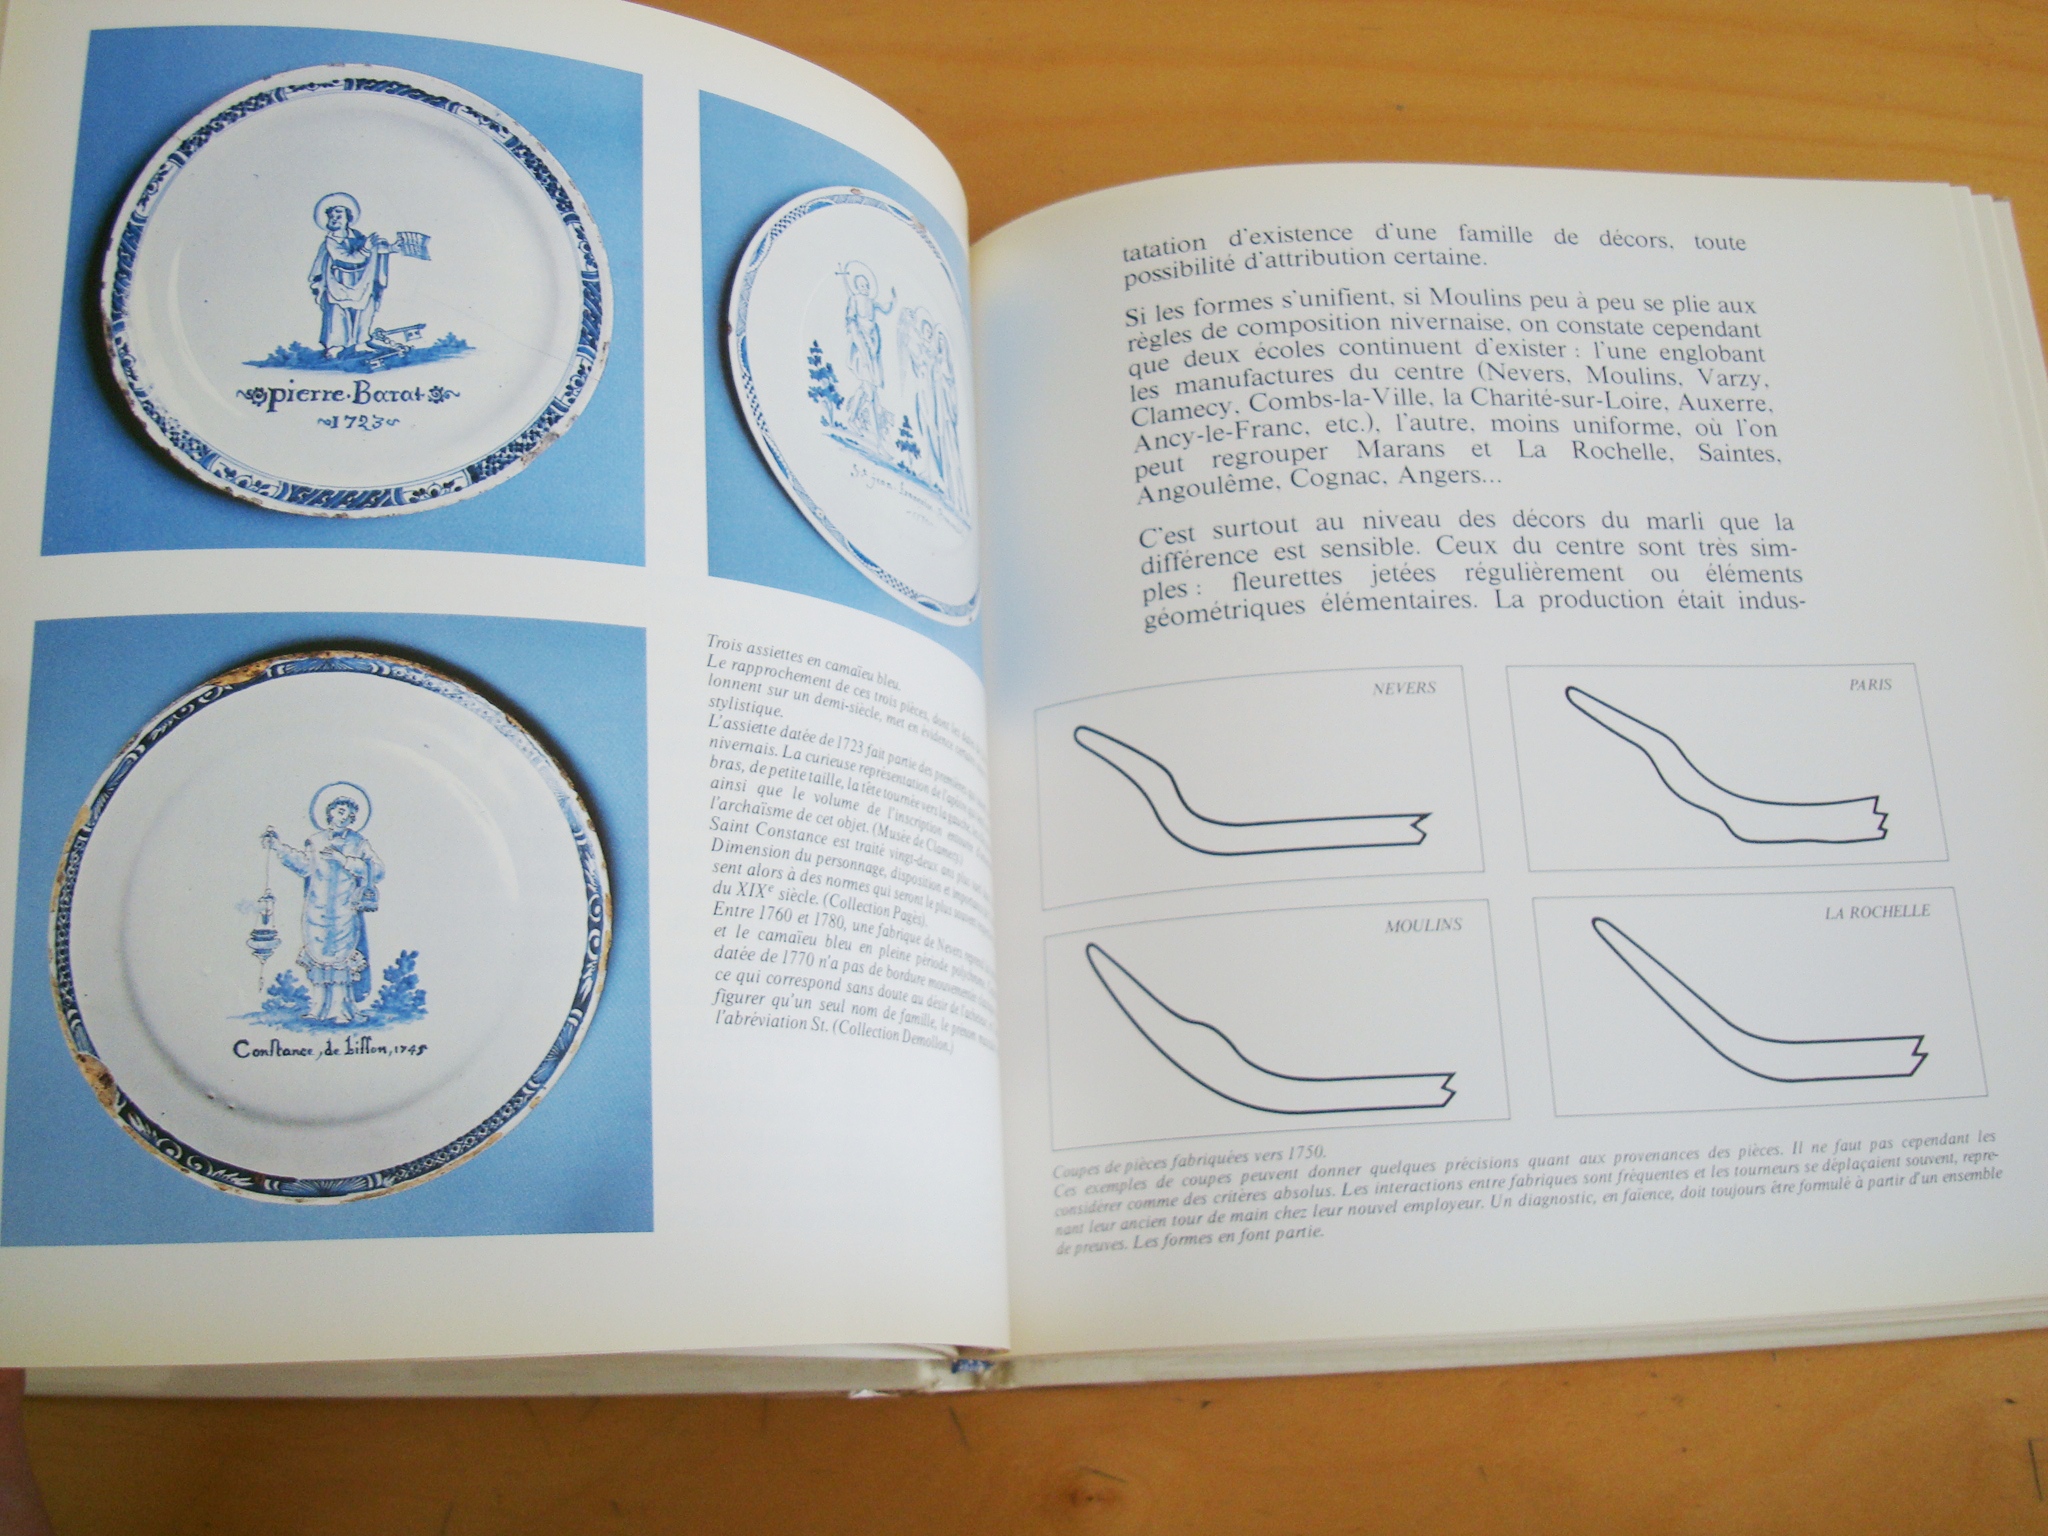 pierre · Barat
1723
Constance, de Lisson, 1745
Trois assiettes en camaïeu bleu.
Le rapprochement de ces trois pièces, dont les dates
lonnent sur un demi-siècle, met en évidence
stylistique.
L'assiette datée de 1723 fait partie des premières
nivernais. La curieuse représentation de l'apôtre
bras, de petite taille, la tête tournée vers la gauche,
ainsi que le volume de l'inscription
l'archaïsme de cet objet. (Musée de Clamecy.)
Saint Constance est traité vingt-deux ans plus tard
Dimension du personnage, disposition et
sent alors à des normes qui seront le plus souvent
du XIXe siècle. (Collection Pagès).
Entre 1760 et 1780, une fabrique de Nevers
et le camaïeu bleu en pleine période polychrome.
datée de 1770 n'a pas de bordure mouvementée
ce qui correspond sans doute au désir de l'acheteur
figurer qu'un seul nom de famille, le prénom
l'abréviation St. (Collection Demollon.)
tatation d'existence d'une famille de décors, toute
possibilité d'attribution certaine.
Si les formes s'unifient, si Moulins peu à peu se plie aux
règles de composition nivernaise, on constate cependant
que deux écoles continuent d'exister : l'une englobant
les manufactures du centre (Nevers, Moulins, Varzy,
Clamecy, Combs-la-Ville, la Charité-sur-Loire, Auxerre,
Ancy-le-Franc, etc.), l'autre, moins uniforme, où l'on
peut regrouper Marans et La Rochelle, Saintes,
Angoulême, Cognac, Angers...
C'est surtout au niveau des décors du marli que la
différence est sensible. Ceux du centre sont très sim-
ples : fleurettes jetées régulièrement ou éléments
géométriques élémentaires. La production était indus-
NEVERS
PARIS
MOULINS
LA ROCHELLE
Coupes de pièces fabriquées vers 1750.
Ces exemples de coupes peuvent donner quelques précisions quant aux provenances des pièces. Il ne faut pas cependant les
considérer comme des critères absolus. Les interactions entre fabriques sont fréquentes et les tourneurs se déplaçaient souvent, repre-
nant leur ancien tour de main chez leur nouvel employeur. Un diagnostic, en faïence, doit toujours être formulé à partir d'un ensemble
de preuves. Les formes en font partie.